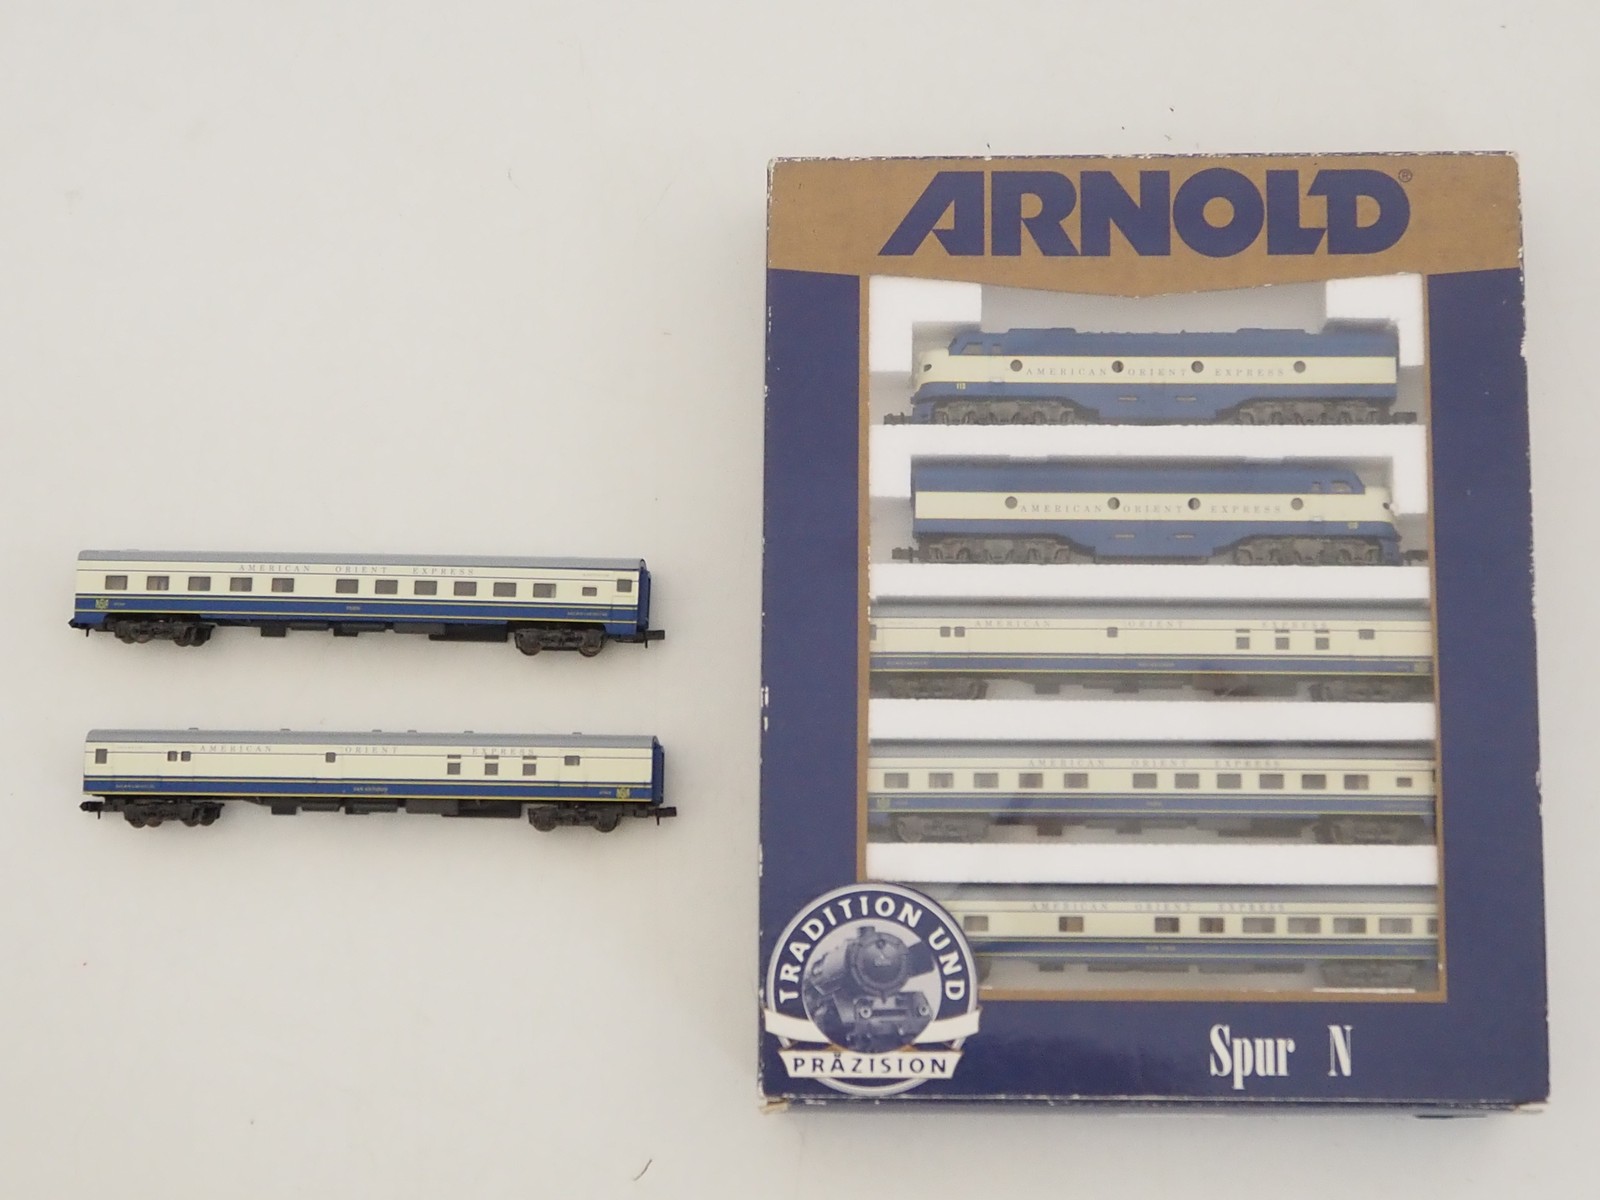 AMERICAN ORIENT EXPRESS
AMERICAN ORIENT EXPRESS
ARNOLD®
AMERICAN ORIENT EXPRESS
AMERICAN ORIENT EXPRESS
AMERICAN ORIENT EXPRESS
AMERICAN ORIENT EXPRESS
AMERICAN ORIENT EXPRESS
TRADITION UND
PRÄZISION
Spur N